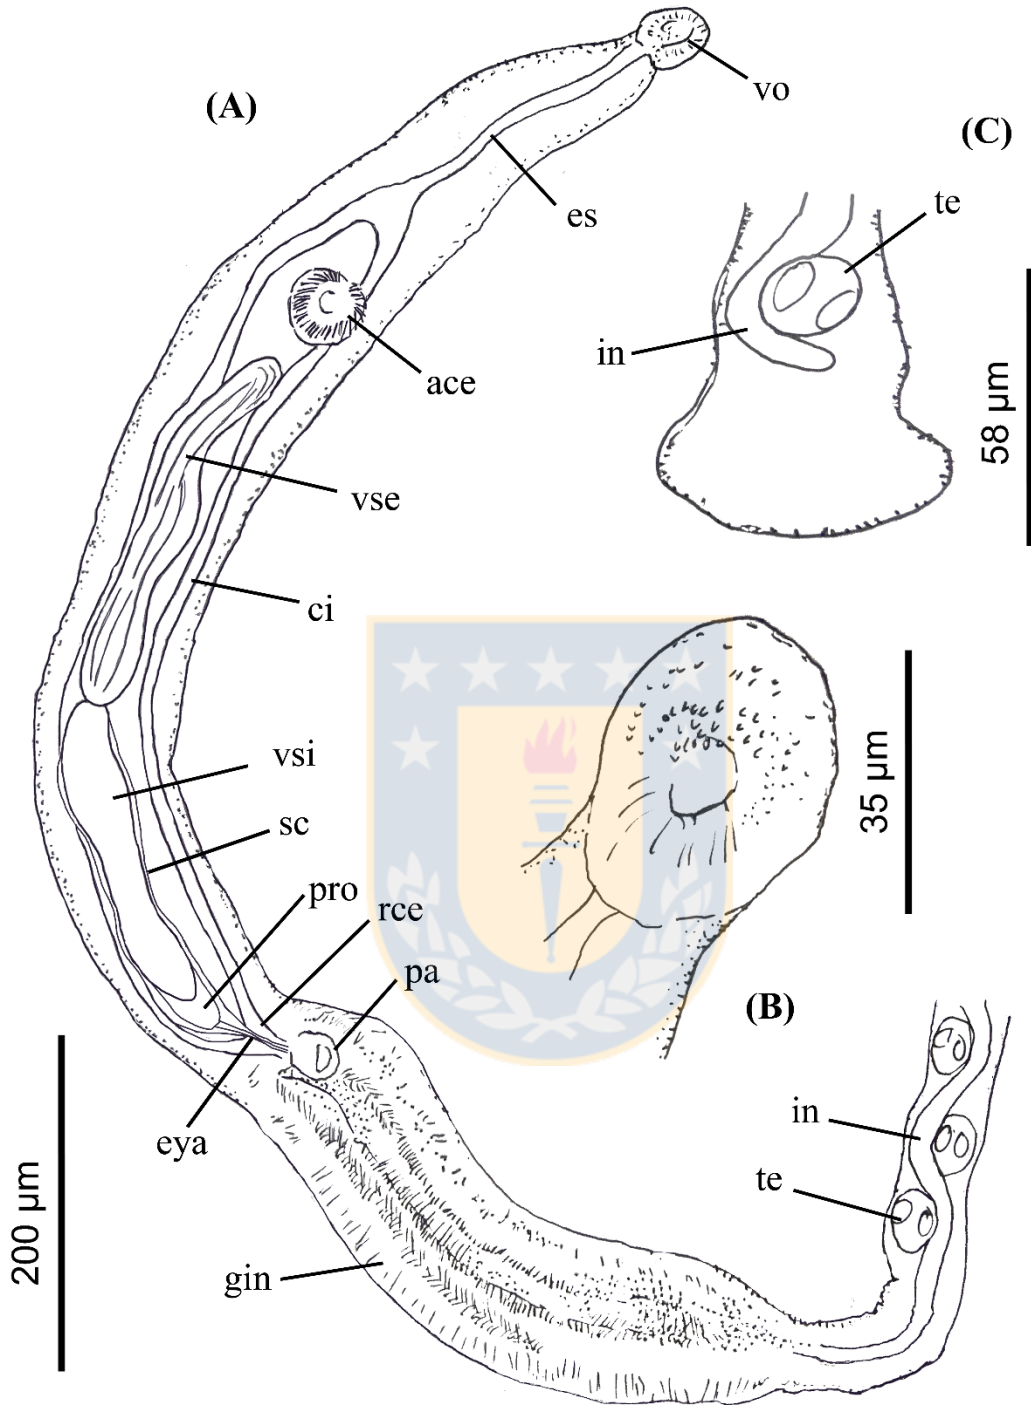 (A)
vo
(C)
te
es
in
ace
58 µm
vse
ci
vsi
35 µm
sc
pro
rce
pa
(B)
in
eya
te
200 µm
gin